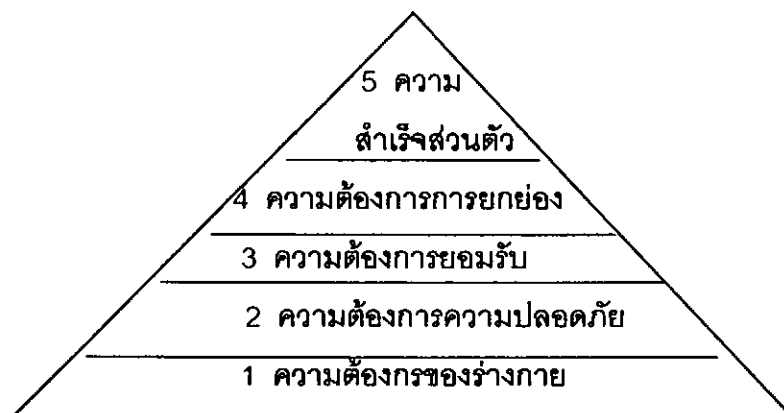 5 ความ
สำเร็จส่วนตัว
4 ความต้องการการยกย่อง
3 ความต้องการยอมรับ
2 ความต้องการความปลอดภัย
1 ความต้องกรของร่างกาย